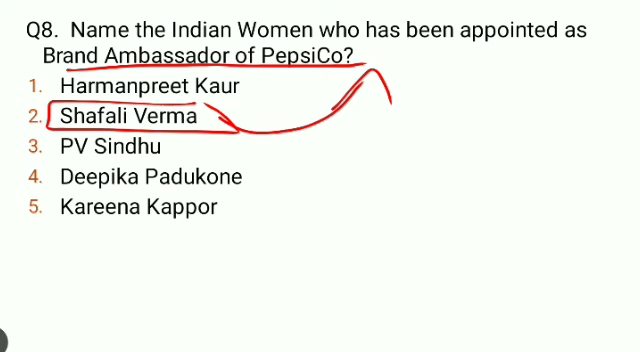 Q8. Name the Indian Women who has been appointed as
Brand Ambassador of PepsiCo?
1. Harmanpreet Kaur
2. Shafali Verma
3. PV Sindhu
4. Deepika Padukone
5. Kareena Kappor